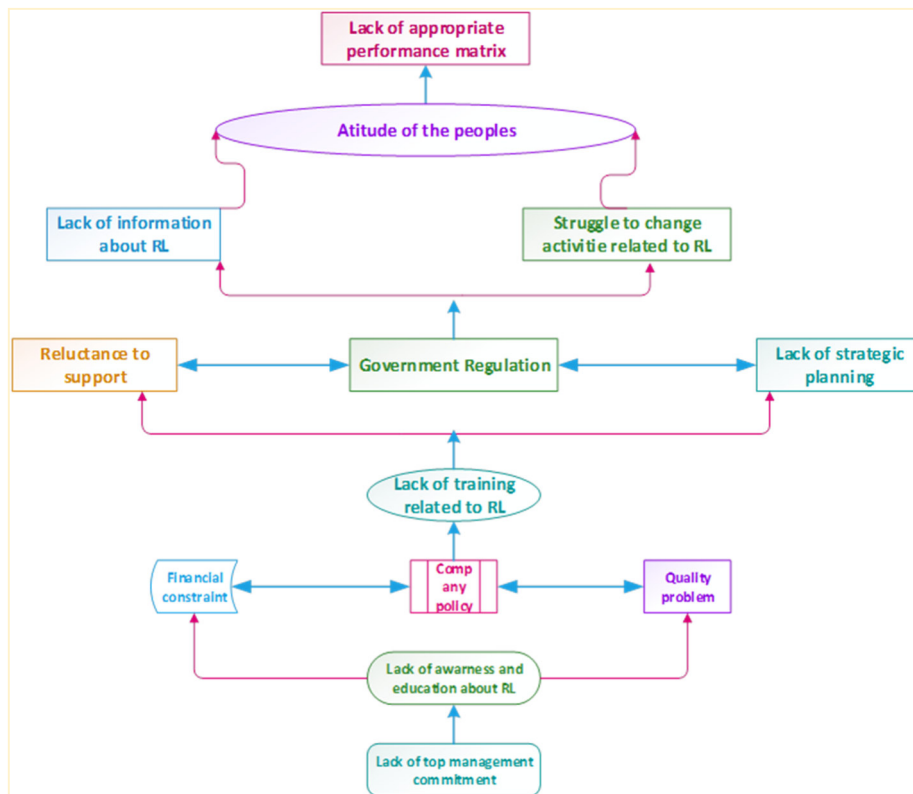 Lack of appropriate
performance matrix
Atitude of the peoples
Lack of information
about RL
Struggle to change
activitie related to RL
Reluctance to
support
Government Regulation
Lack of strategic
planning
Lack of training
related to RL
Financial
constraint
Comp
any
policy
Quality
problem
Lack of awarness and
education about RL
Lack of top management
commitment